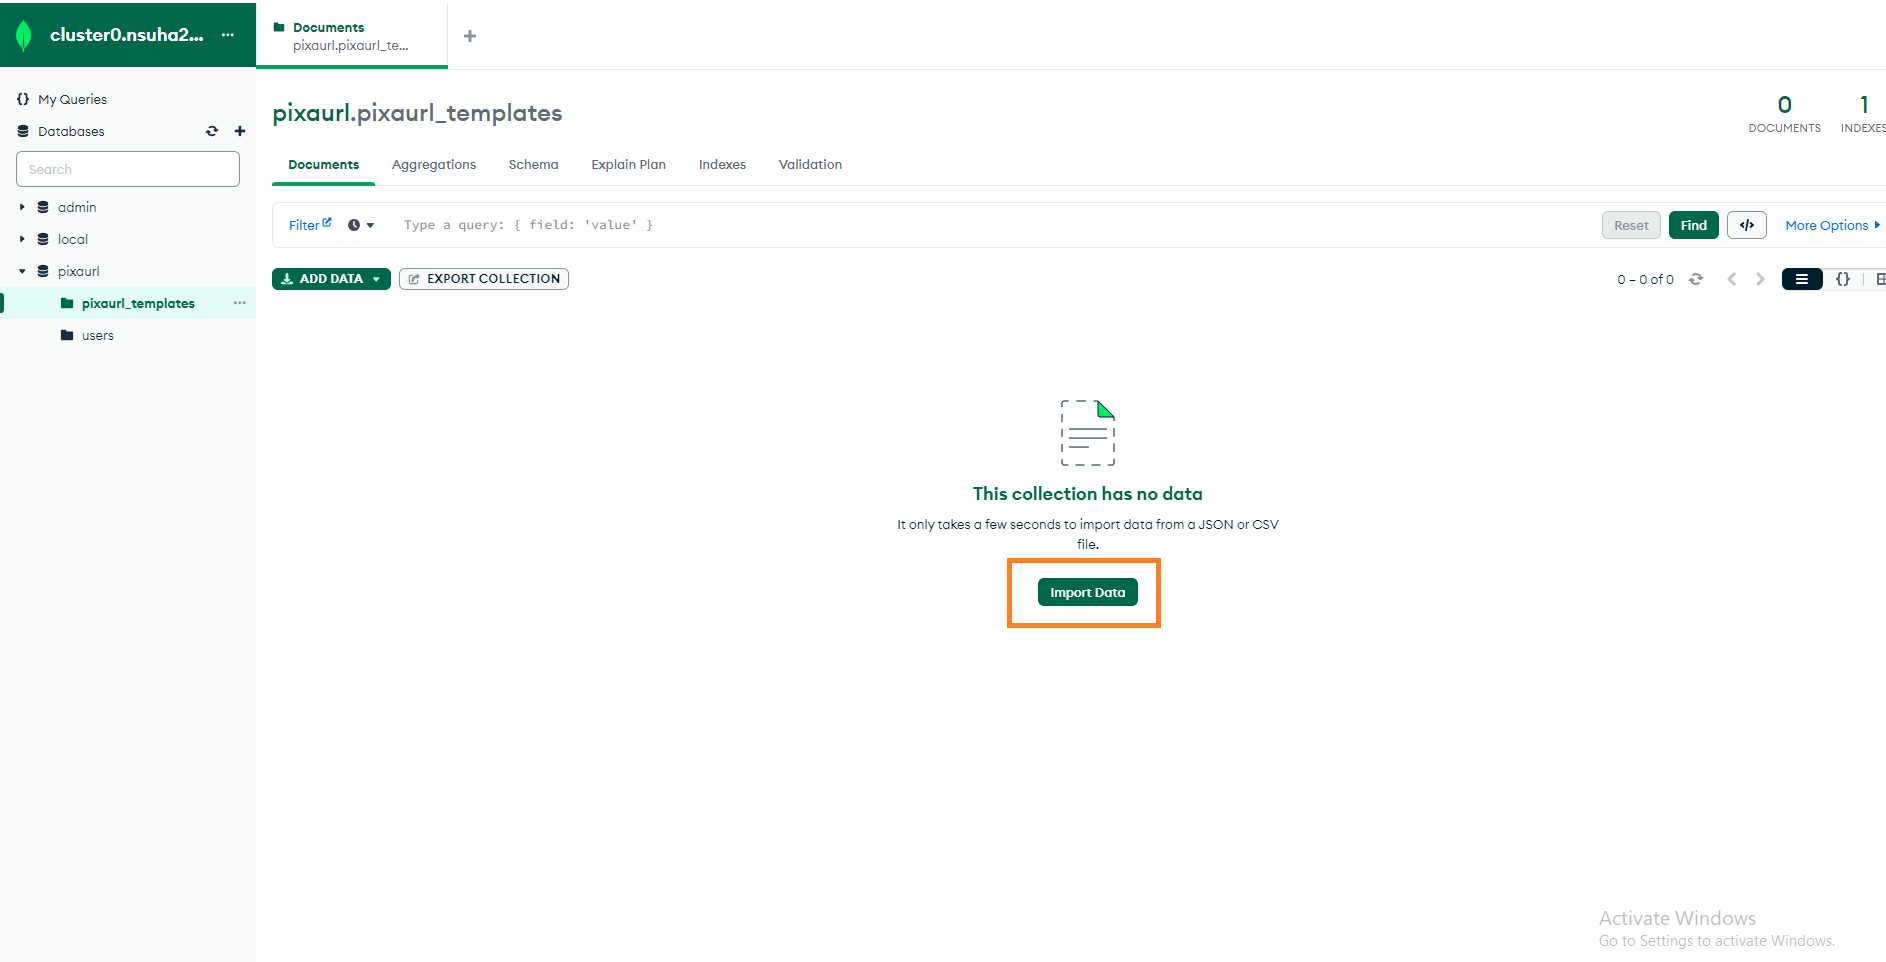 cluster0.nsuha2...
Documents
pixaurl.pixaurl_te...
My Queries
Databases
Search
admin
local
pixaurl
pixaurl_templates
users
pixaurl.pixaurl_templates
0
DOCUMENTS
1
INDEXES
Documents Aggregations Schema Explain Plan Indexes Validation
Filter Type a query: { field: 'value' } Reset Find </> More Options
ADD DATA EXPORT COLLECTION 0 – 0 of 0 {}
This collection has no data
It only takes a few seconds to import data from a JSON or CSV
file.
Import Data
Activate Windows
Go to Settings to activate Windows.